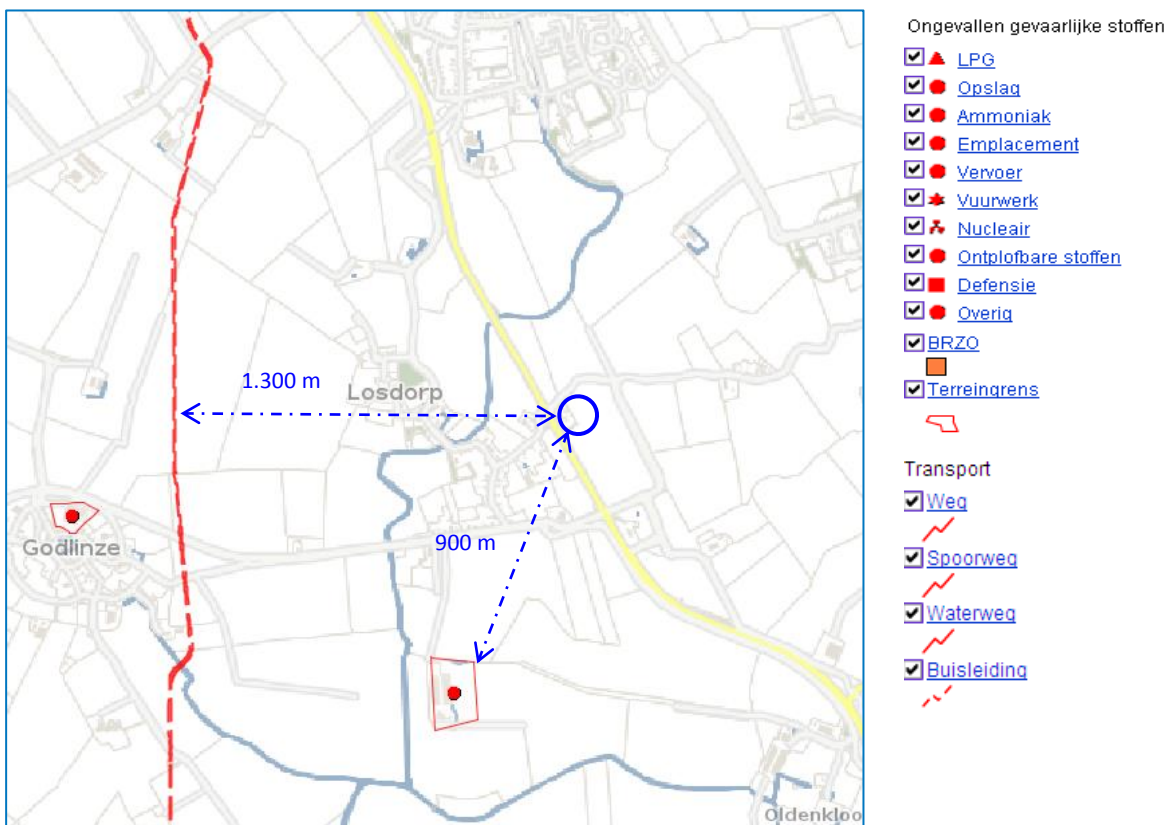 1.300 m
Losdorp
900 m
Godlinze
Oldenkloo
Ongevallen gevaarlijke stoffen
LPG
Opslag
Ammoniak
Emplacement
Vervoer
Vuurwerk
Nucleair
Ontplofbare stoffen
Defensie
Overig
BRZO
Terreingrens
Transport
Weg
Spoorweg
Waterweg
Buisleiding